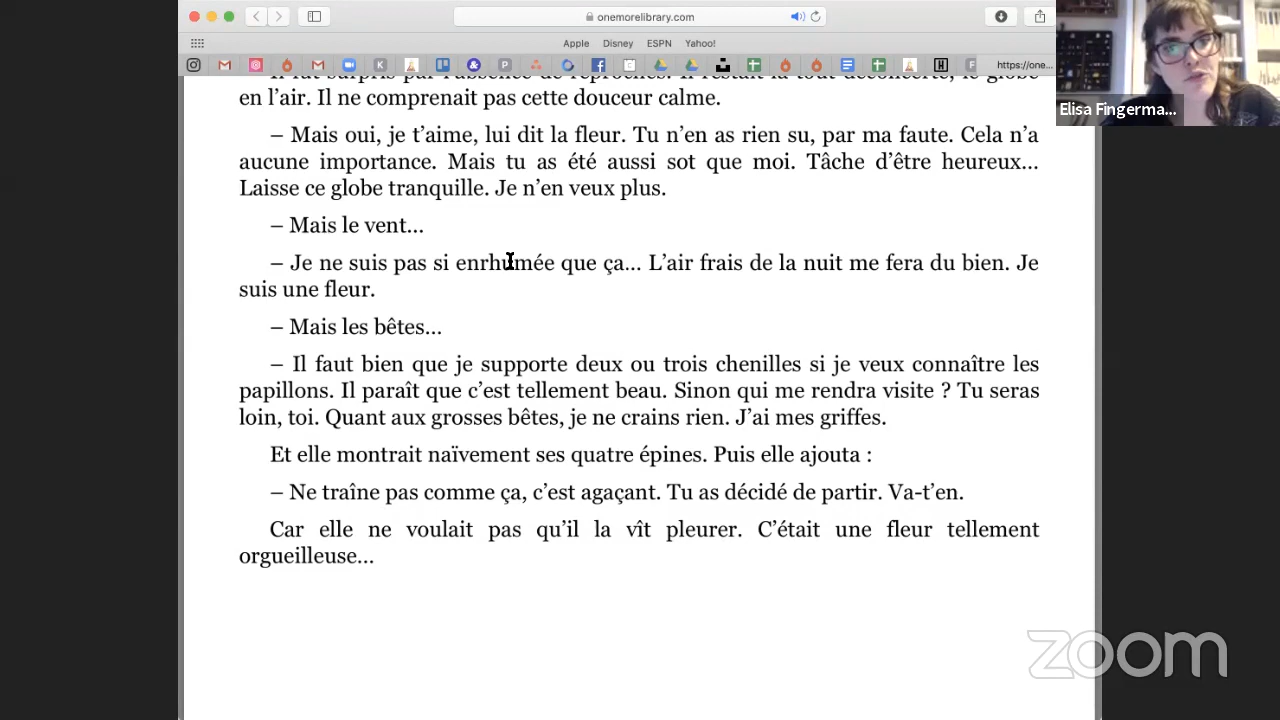 onemorelibrary.com
Apple Disney ESPN Yahoo!
https://one...
Elisa Fingerma...
en l’air. Il ne comprenait pas cette douceur calme.
– Mais oui, je t’aime, lui dit la fleur. Tu n’en as rien su, par ma faute. Cela n’a
aucune importance. Mais tu as été aussi sot que moi. Tâche d’être heureux…
Laisse ce globe tranquille. Je n’en veux plus.
– Mais le vent…
– Je ne suis pas si enrhumée que ça… L’air frais de la nuit me fera du bien. Je
suis une fleur.
– Mais les bêtes…
– Il faut bien que je supporte deux ou trois chenilles si je veux connaître les
papillons. Il paraît que c’est tellement beau. Sinon qui me rendra visite ? Tu seras
loin, toi. Quant aux grosses bêtes, je ne crains rien. J’ai mes griffes.
Et elle montrait naïvement ses quatre épines. Puis elle ajouta :
– Ne traîne pas comme ça, c’est agaçant. Tu as décidé de partir. Va-t’en.
Car elle ne voulait pas qu’il la vît pleurer. C’était une fleur tellement
orgueilleuse…
zoom